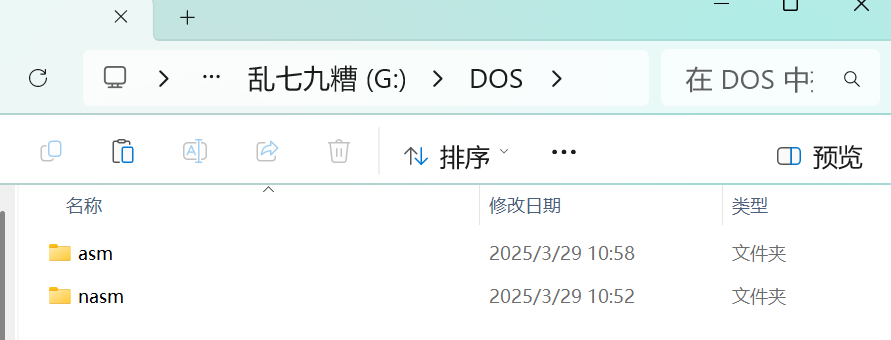 乱七九糟 (G:) DOS 在 DOS 中
排序 预览
名称 修改日期 类型
asm 2025/3/29 10:58 文件夹
nasm 2025/3/29 10:52 文件夹